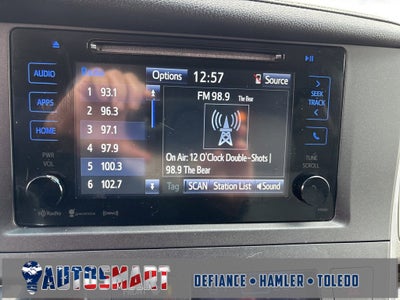 AUDIO
Options
12:57
Source
1 93.1
2 96.3
3 97.1
4 97.9
5 100.3
6 102.7
APPS
HOME
PWR
VOL
FM 98.9 The Bear
On Air: 12 O'Clock Double-Shots |
98.9 The Bear
Tag
SCAN
Station List
Sound
SEEK
TRACK
TUNE
SCROLL
HD Radio
AUTOSMART
DEFIANCE • HAMLER • TOLEDO